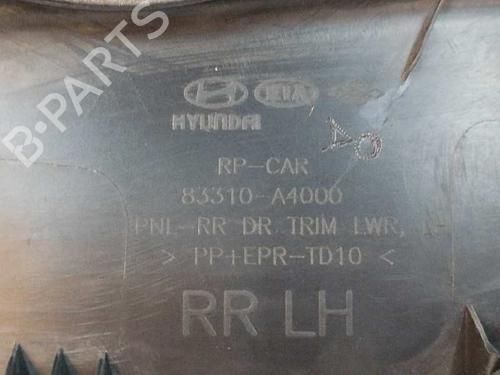 B-PARTS
KIA
HYUNDAI
RP-CAR
83310-A4000
PNL-RR DR TRIM LWR,
> PP+EPR-TD10 <
RR LH